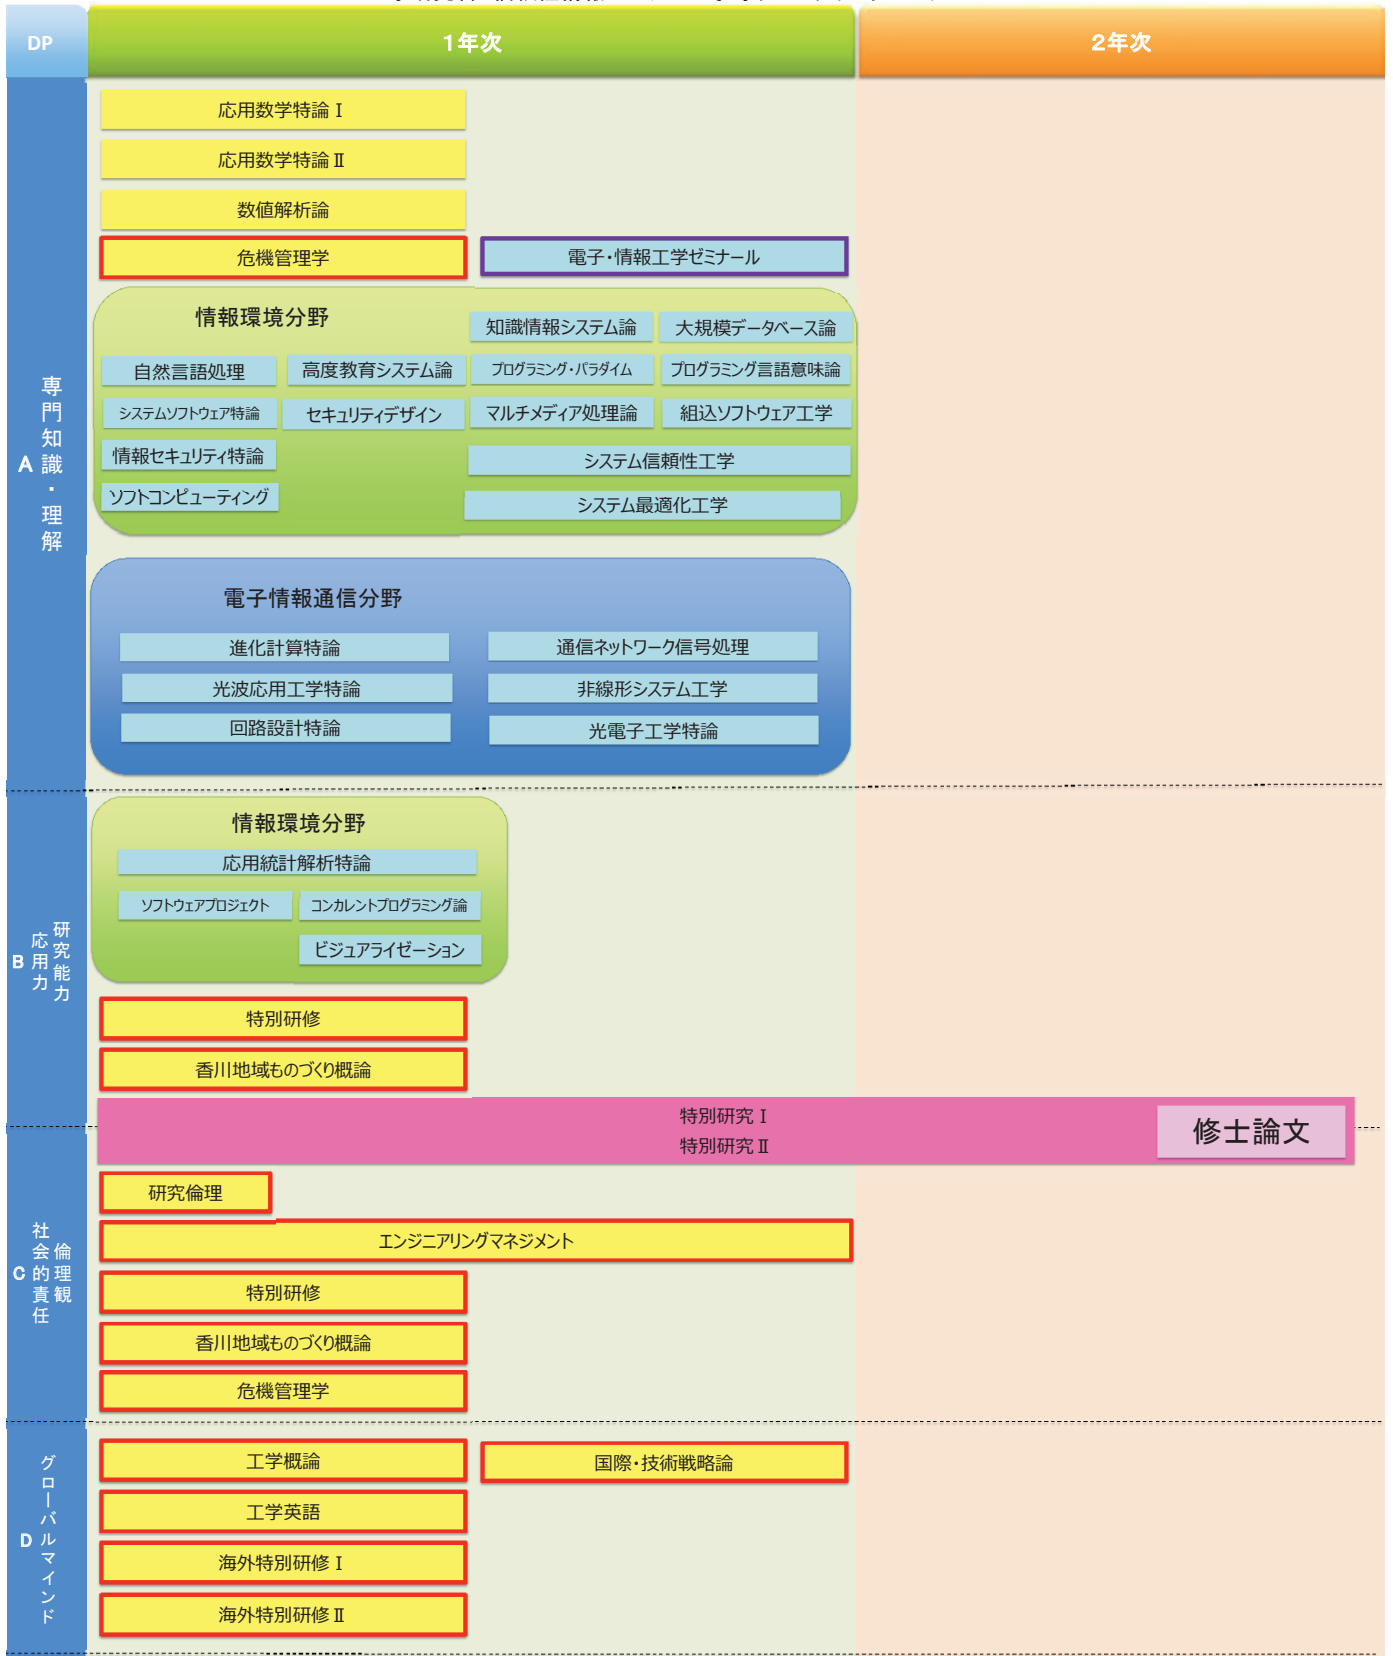 DP
1年次
2年次
A 専門知識・理解
応用数学特論Ⅰ
応用数学特論Ⅱ
数値解析論
危機管理学
電子・情報工学ゼミナール
情報環境分野
知識情報システム論
大規模データベース論
自然言語処理
高度教育システム論
プログラミング・パラダイム
プログラミング言語意味論
システムソフトウェア特論
セキュリティデザイン
マルチメディア処理論
組込ソフトウェア工学
情報セキュリティ特論
システム信頼性工学
ソフトコンピューティング
システム最適化工学
電子情報通信分野
進化計算特論
通信ネットワーク信号処理
光波応用工学特論
非線形システム工学
回路設計特論
光電子工学特論
B 研究能力
応用力
情報環境分野
応用統計解析特論
ソフトウェアプロジェクト
コンカレントプログラミング論
ビジュアライゼーション
特別研修
香川地域ものづくり概論
特別研究Ⅰ
特別研究Ⅱ
修士論文
C 倫理観
社会的責任
研究倫理
エンジニアリングマネジメント
特別研修
香川地域ものづくり概論
危機管理学
D グローバルマインド
工学概論
国際・技術戦略論
工学英語
海外特別研修Ⅰ
海外特別研修Ⅱ